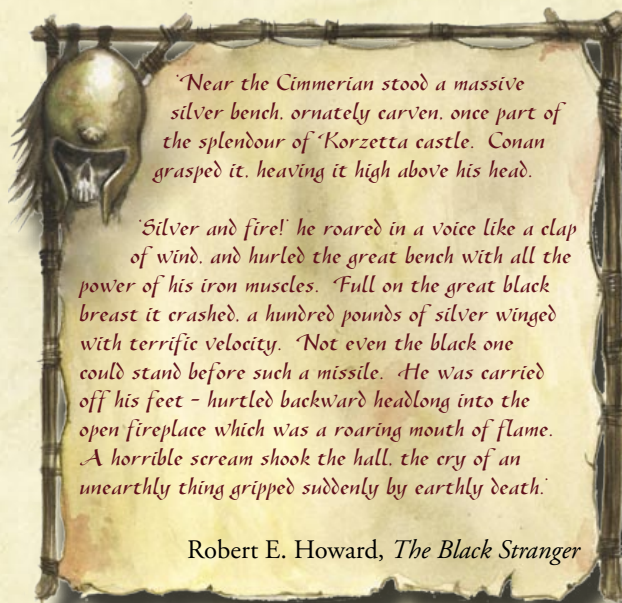 'Near the Cimmerian stood a massive
silver bench, ornately carven, once part of
the splendour of Korzetta castle. Conan
grasped it, heaving it high above his head.
'Silver and fire!' he roared in a voice like a clap
of wind, and hurled the great bench with all the
power of his iron muscles. Full on the great black
breast it crashed, a hundred pounds of silver winged
with terrific velocity. Not even the black one
could stand before such a missile. He was carried
off his feet – hurtled backward headlong into the
open fireplace which was a roaring mouth of flame.
A horrible scream shook the hall, the cry of an
unearthly thing gripped suddenly by earthly death.'
Robert E. Howard, The Black Stranger